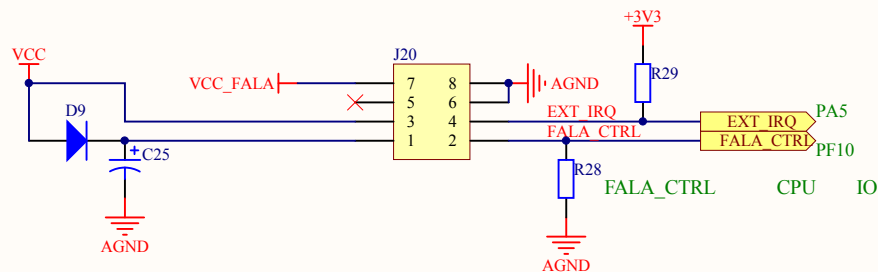 +3V3
VCC
J20
VCC_FALA
7 8
AGND
R29
5 6
D9
3 4
EXT_IRQ
EXT_IRQ
PA5
1 2
FALA_CTRL
FALA_CTRL
PF10
+
C25
R28
FALA_CTRL CPU IO
AGND
AGND